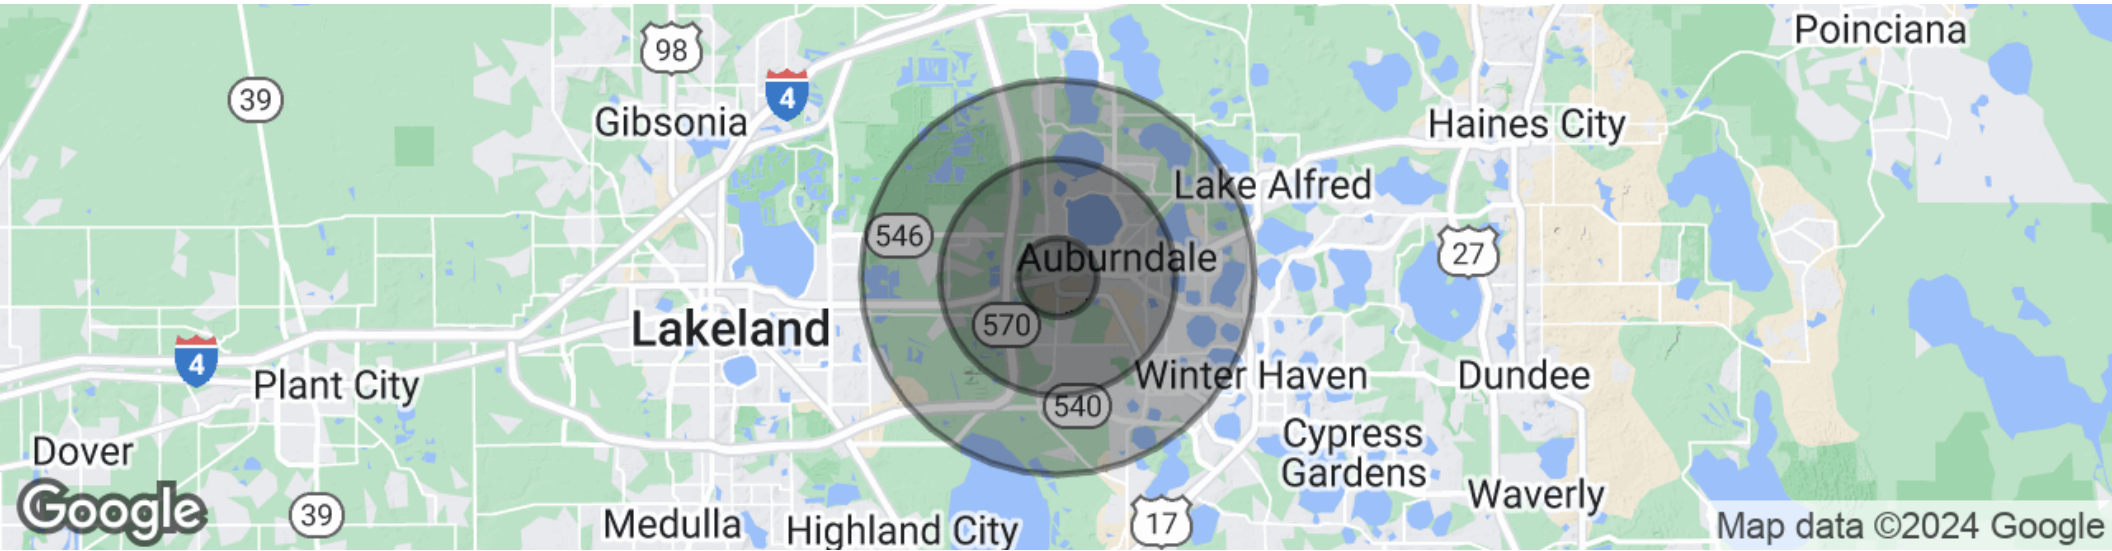 Poinciana
98
39
4
Gibsonia
Haines City
Lake Alfred
546
27
Auburndale
570
Lakeland
4
Plant City
Winter Haven
Dundee
540
Dover
Cypress
Gardens
Waverly
Google
39
Medulla
Highland City
17
Map data ©2024 Google